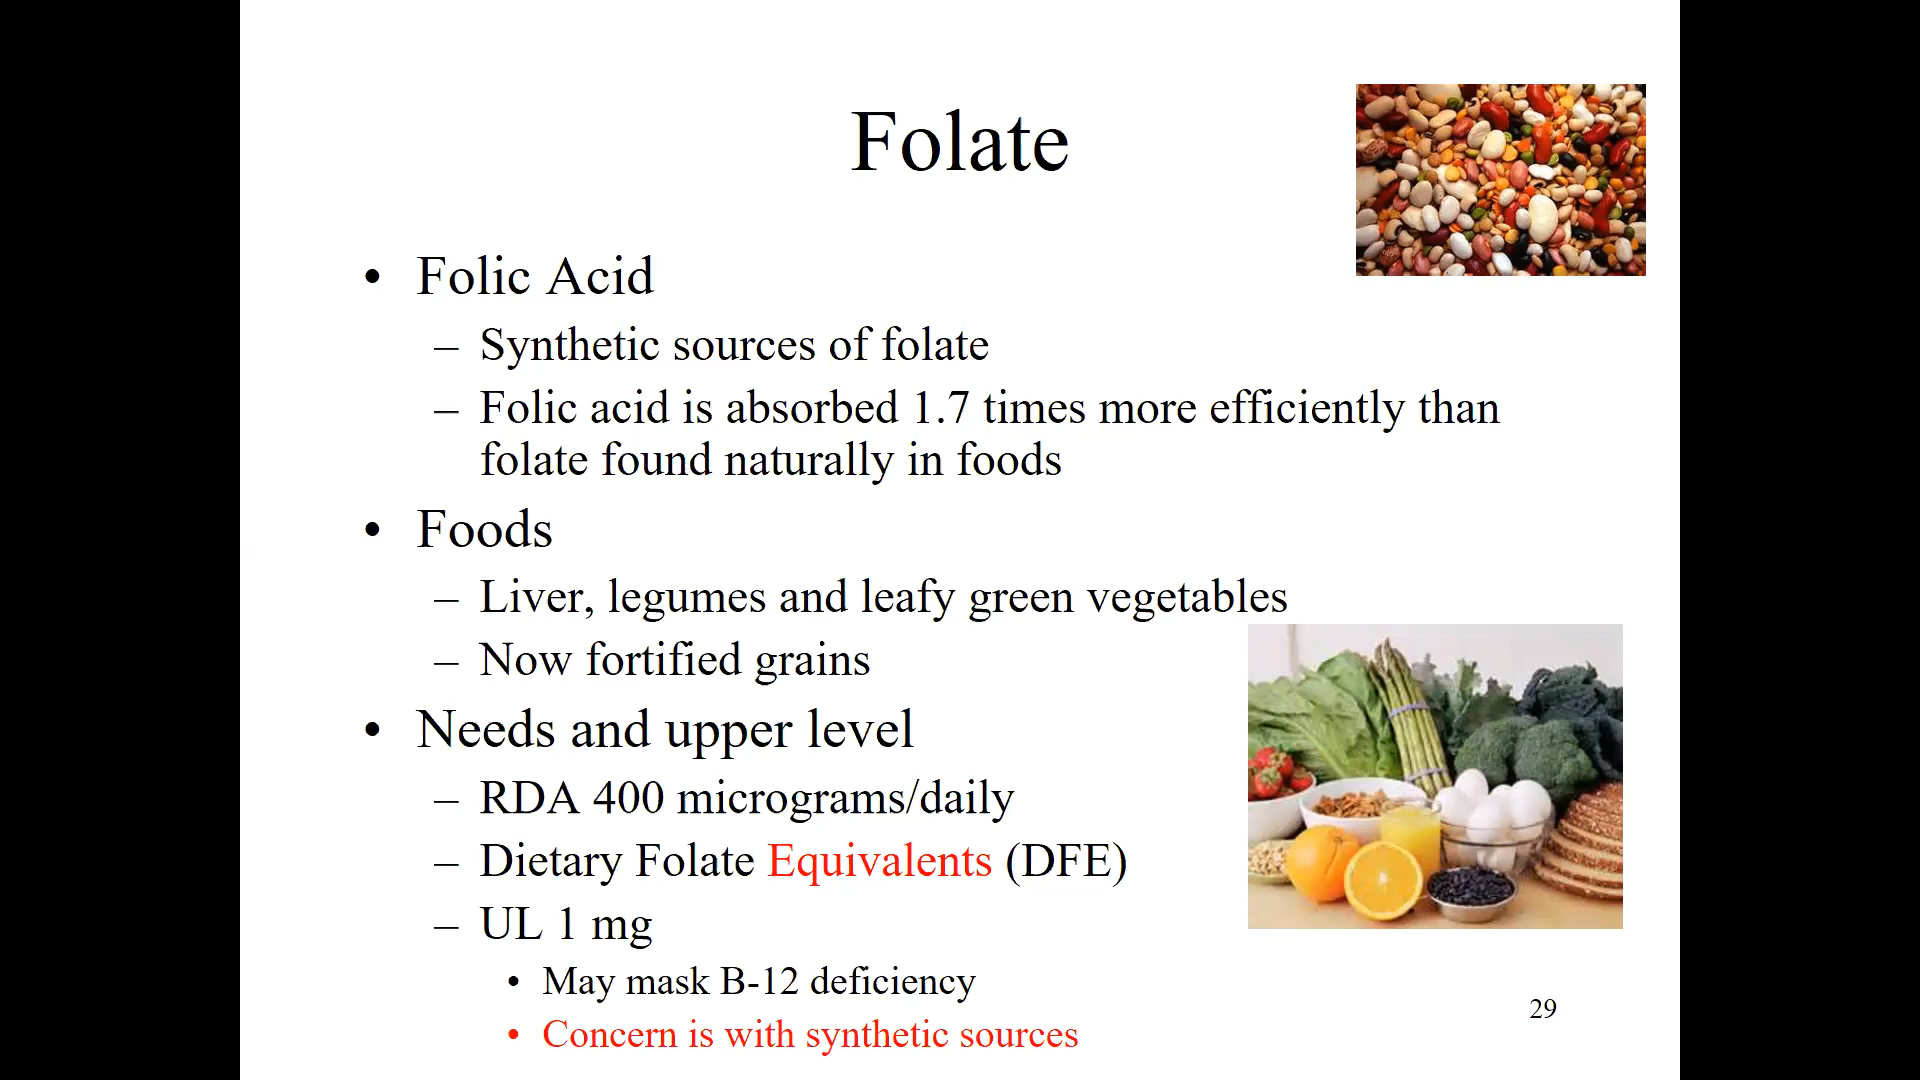 Folate
• Folic Acid
– Synthetic sources of folate
– Folic acid is absorbed 1.7 times more efficiently than
folate found naturally in foods
• Foods
– Liver, legumes and leafy green vegetables
– Now fortified grains
• Needs and upper level
– RDA 400 micrograms/daily
– Dietary Folate Equivalents (DFE)
– UL 1 mg
• May mask B-12 deficiency
• Concern is with synthetic sources
29